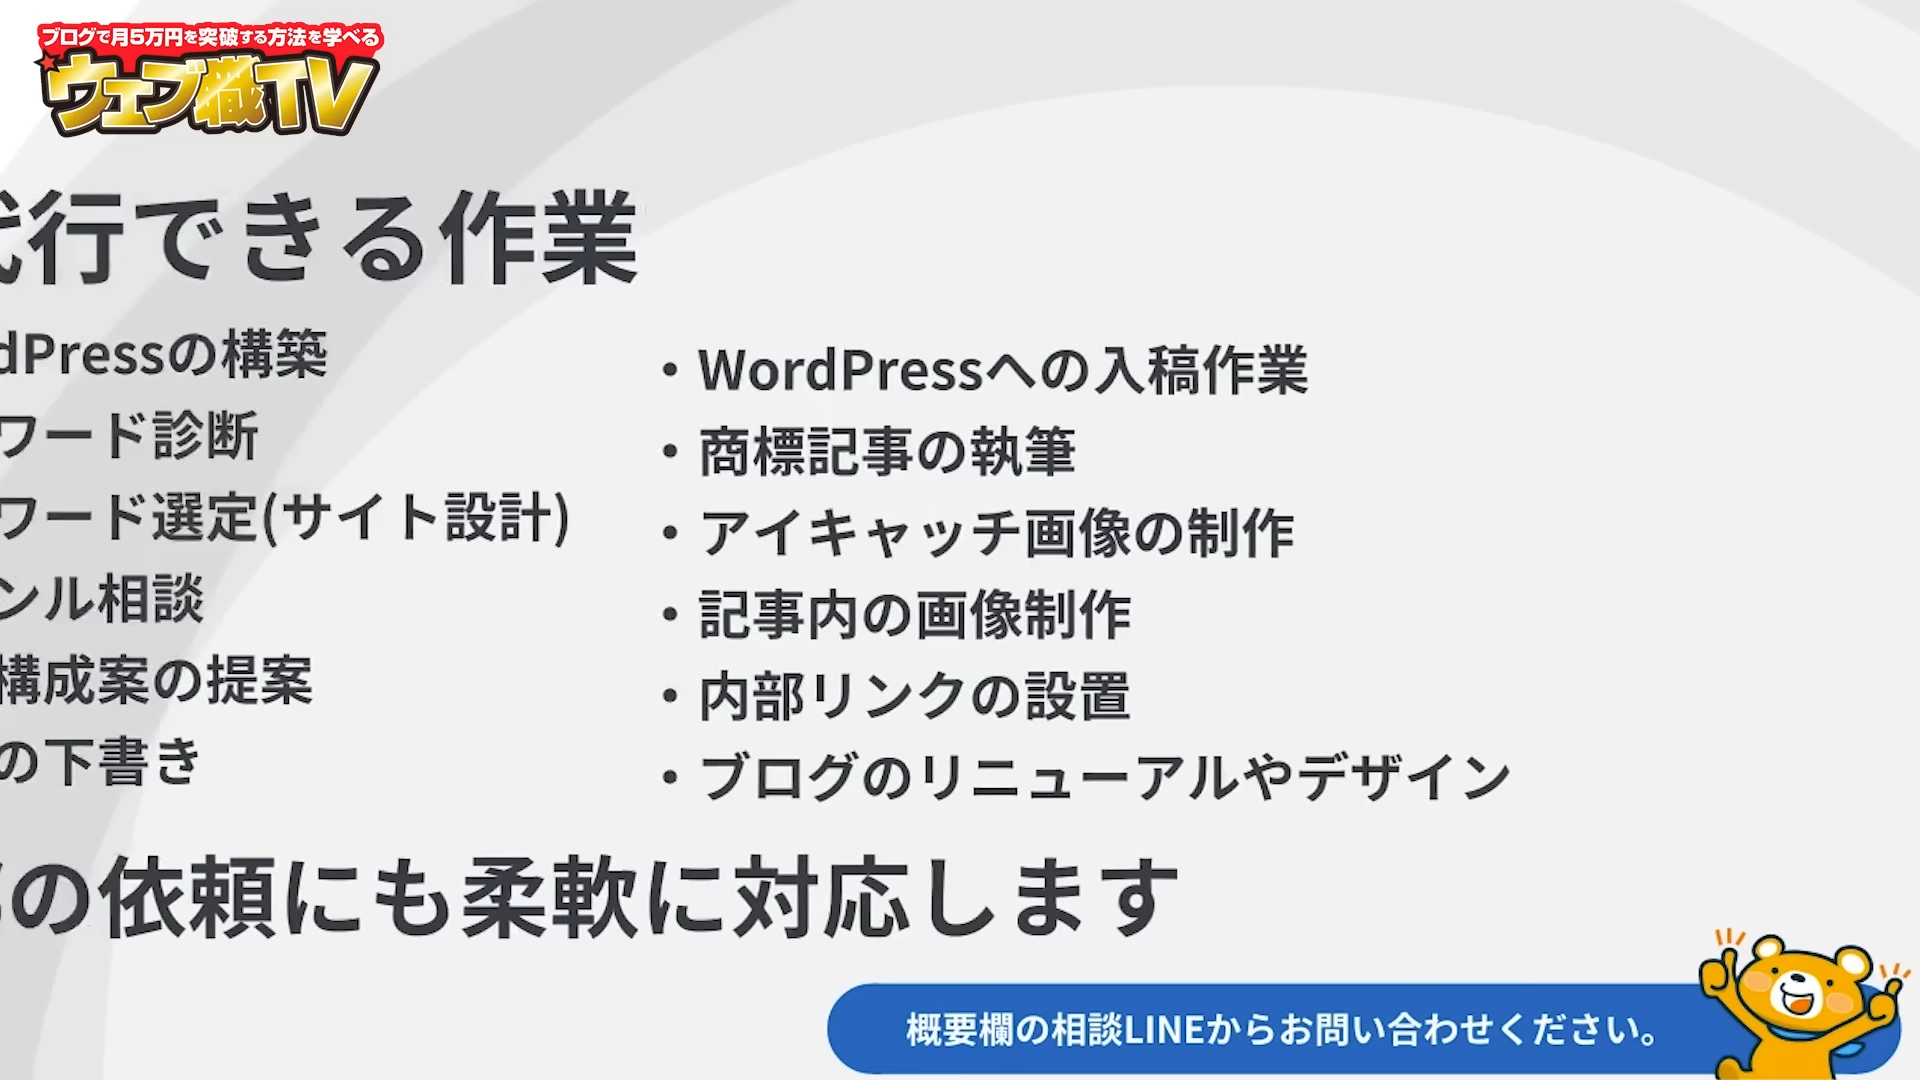 ブログで月5万円を突破する方法を学べる
ウェブ職TV
代行できる作業
dPressの構築
ワード診断
ワード選定(サイト設計)
ンル相談
構成案の提案
の下書き
・WordPressへの入稿作業
・商標記事の執筆
・アイキャッチ画像の制作
・記事内の画像制作
・内部リンクの設置
・ブログのリニューアルやデザイン
の依頼にも柔軟に対応します
概要欄の相談LINEからお問い合わせください。